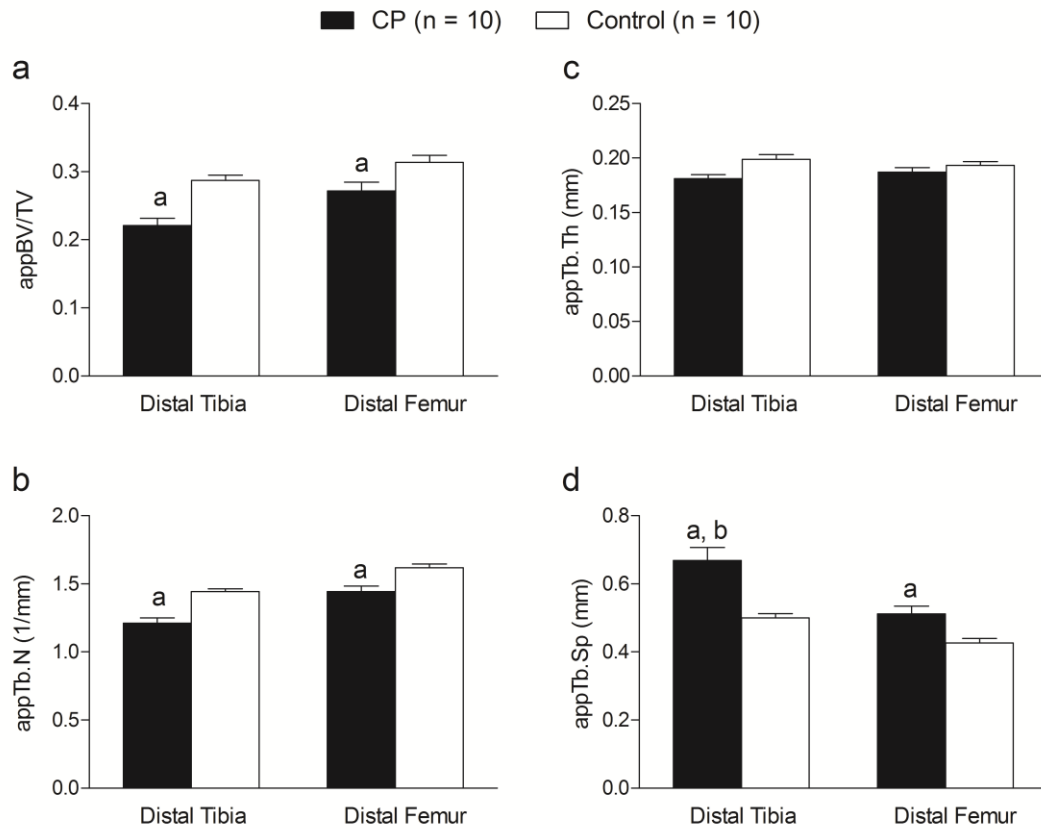 CP (n = 10) Control (n = 10)
a
appBV/TV
0.4
0.3
0.2
0.1
0.0
a
a
Distal Tibia Distal Femur
c
appTb.Th (mm)
0.25
0.20
0.15
0.10
0.05
0.00
Distal Tibia Distal Femur
b
appTb.N (1/mm)
2.0
1.5
1.0
0.5
0.0
a
a
Distal Tibia Distal Femur
d
appTb.Sp (mm)
0.8
0.6
0.4
0.2
0.0
a, b
a
Distal Tibia Distal Femur